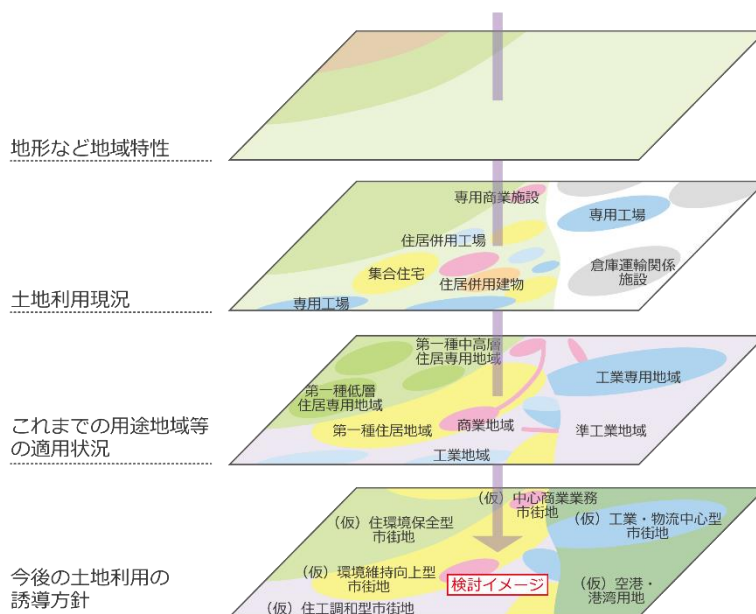 地形など地域特性
専用商業施設
専用工場
住居併用工場
集合住宅
倉庫運輸関係
施設
住居併用建物
土地利用現況
専用工場
第一種中高層
住居専用地域
工業専用地域
第一種低層
住居専用地域
これまでの用途地域等
の適用状況
第一種住居地域
商業地域
準工業地域
工業地域
(仮)中心商業業務
市街地
(仮)住環境保全型
市街地
(仮)工業・物流中心型
市街地
今後の土地利用の
誘導方針
(仮)環境維持向上型
市街地
検討イメージ
(仮)空港・
港湾用地
(仮)住工調和型市街地